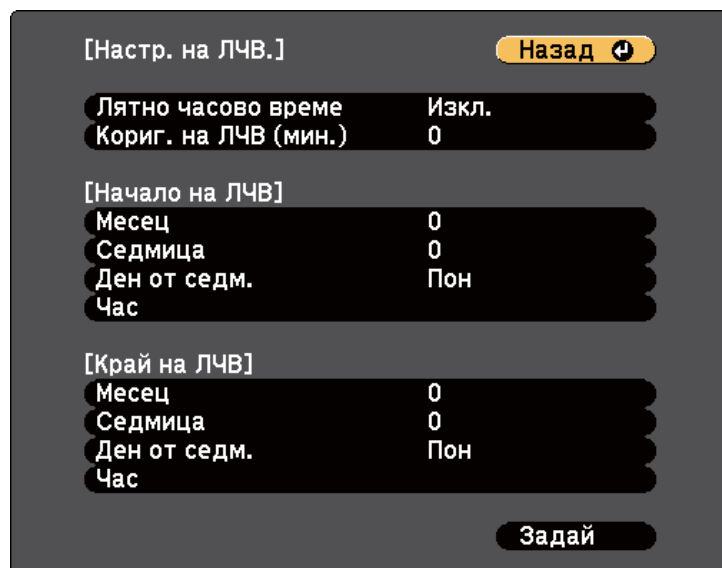 [Настр. на ЛЧВ.] Назад
Лятно часово време Изкл.
Кориг. на ЛЧВ (мин.) 0
[Начало на ЛЧВ]
Месец 0
Седмица 0
Ден от седм. Пон
Час
[Край на ЛЧВ]
Месец 0
Седмица 0
Ден от седм. Пон
Час
Задай